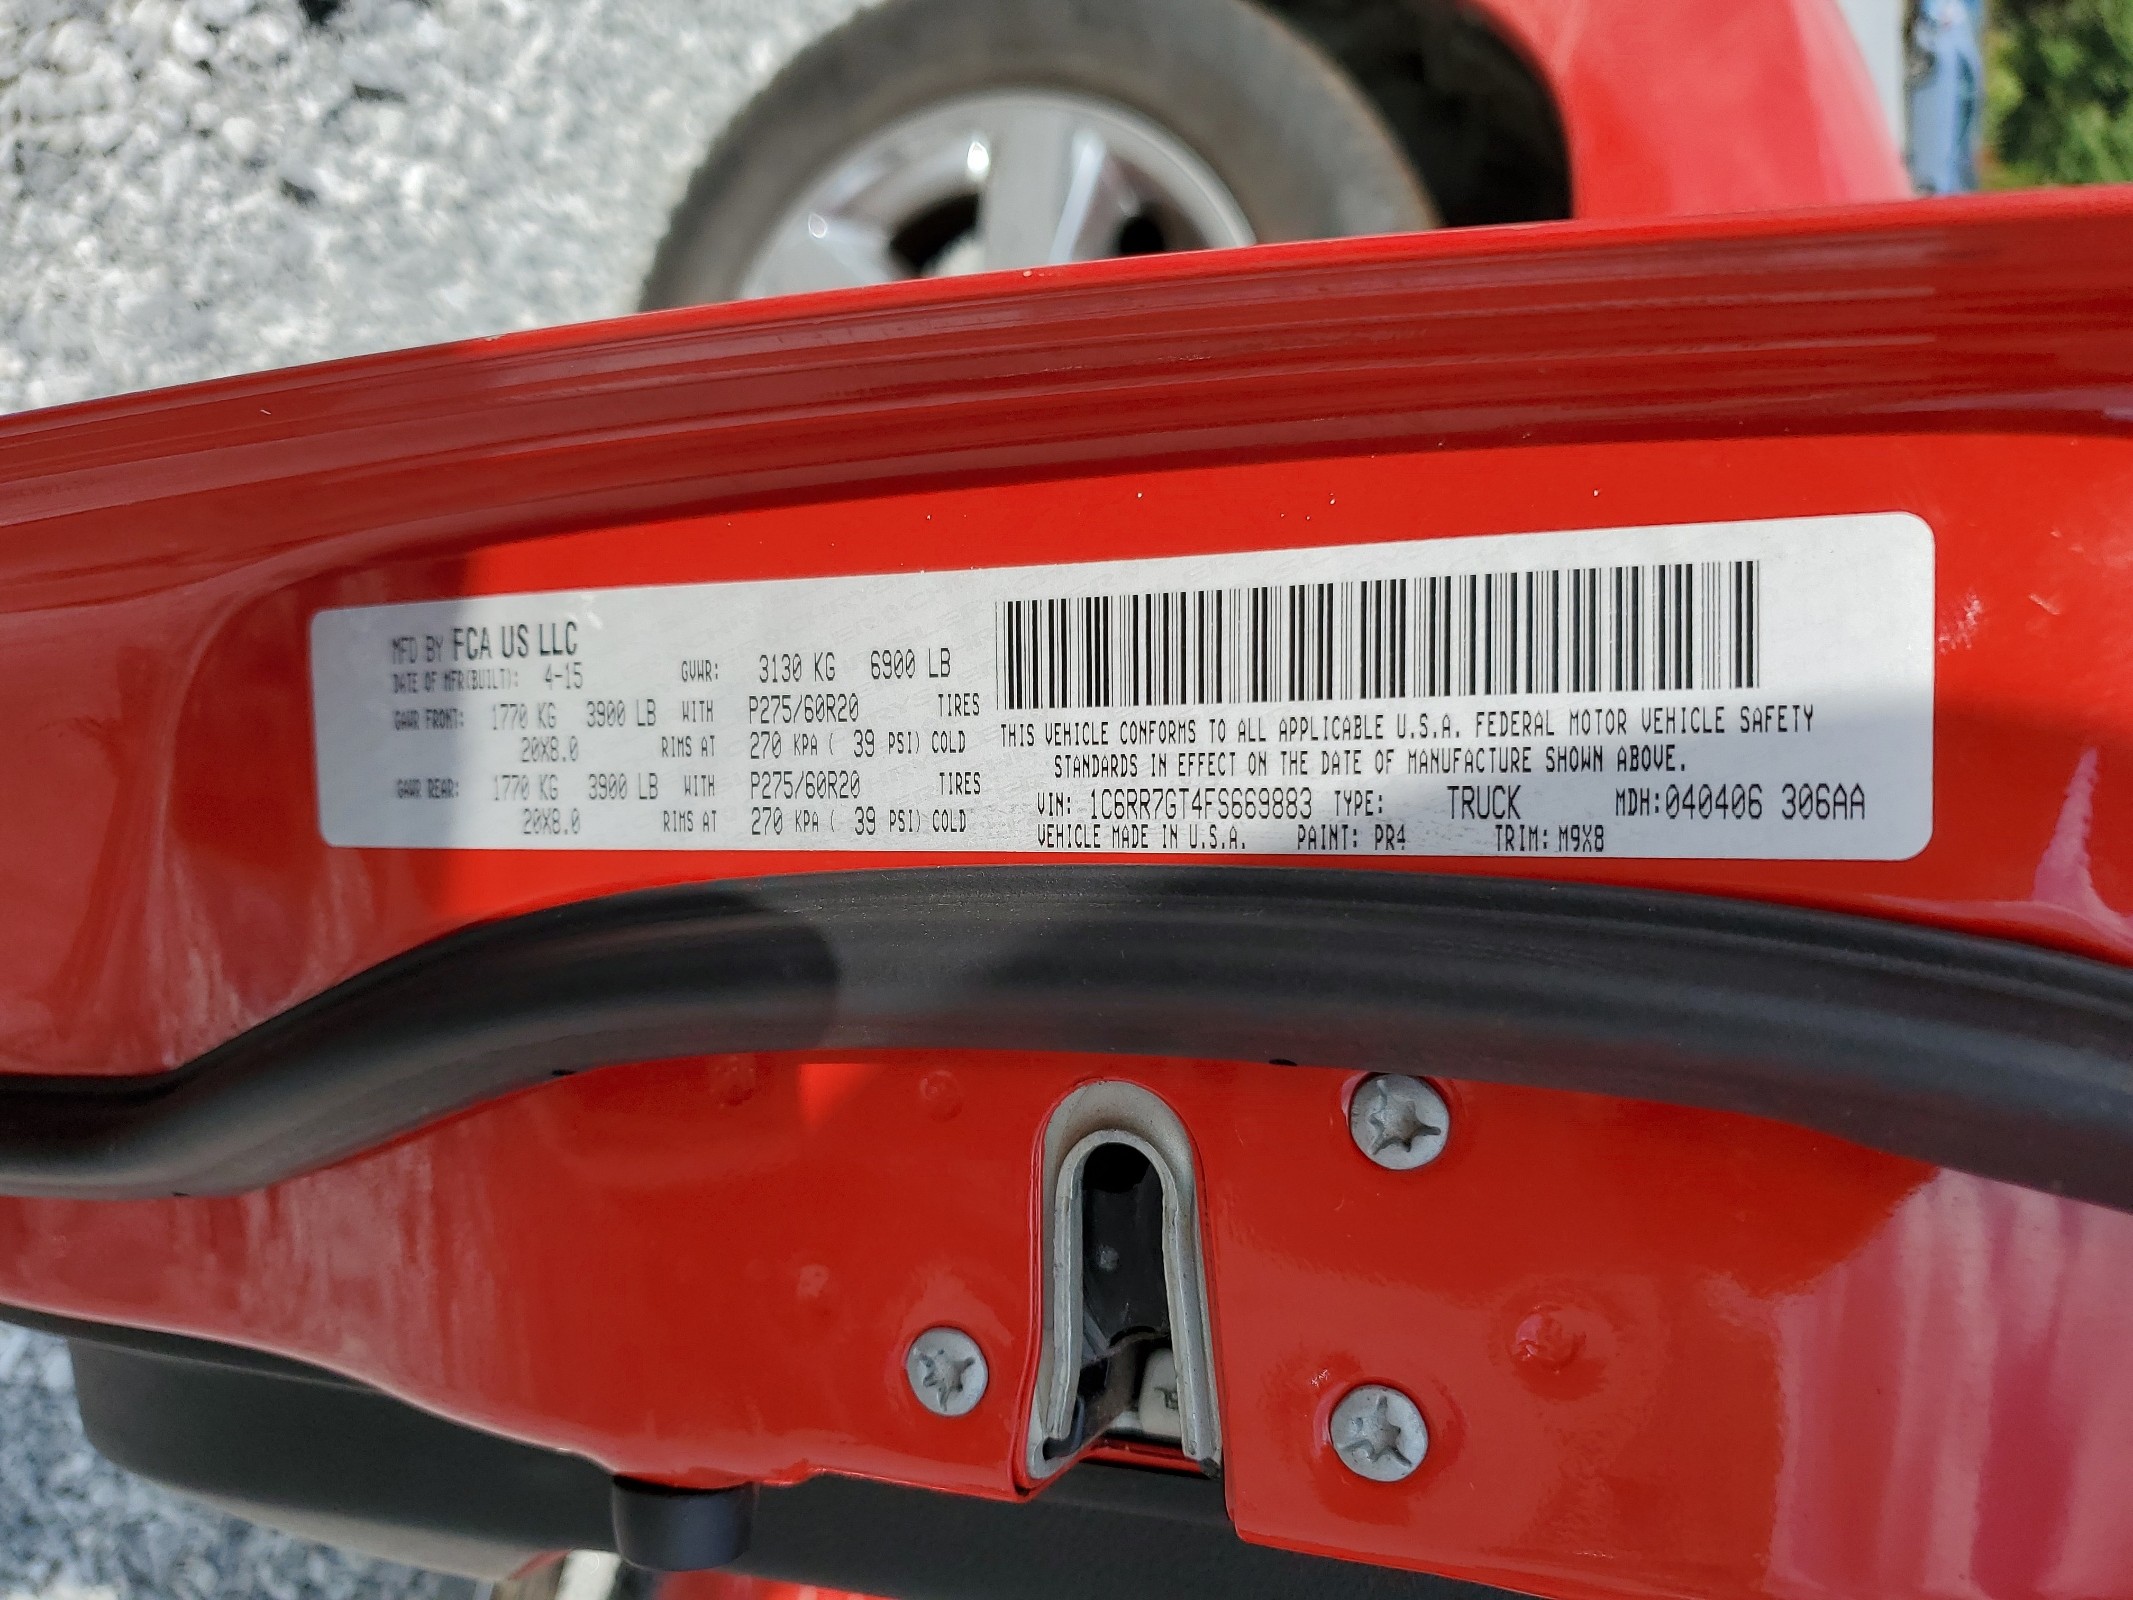 MFD BY FCA US LLC
DATE OF MFR(BUILT): 4-15 GVWR: 3130 KG 6900 LB
GAWR FRONT: 1770 KG 3900 LB WITH P275/60R20 TIRES
20X8.0 RIMS AT 270 KPA ( 39 PSI) COLD
GAWR REAR: 1770 KG 3900 LB WITH P275/60R20 TIRES
20X8.0 RIMS AT 270 KPA ( 39 PSI) COLD
THIS VEHICLE CONFORMS TO ALL APPLICABLE U.S.A. FEDERAL MOTOR VEHICLE SAFETY
STANDARDS IN EFFECT ON THE DATE OF MANUFACTURE SHOWN ABOVE.
VIN: 1C6RR7GT4FS669883 TYPE: TRUCK MDH:040406 306AA
VEHICLE MADE IN U.S.A. PAINT: PR4 TRIM: M9X8